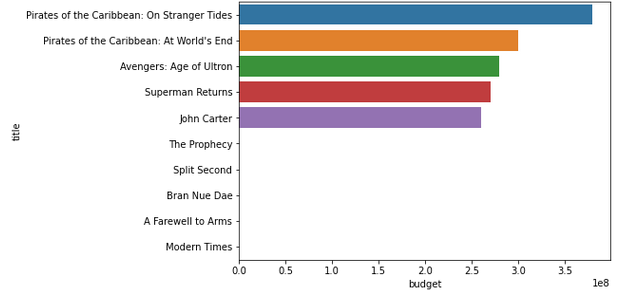 Pirates of the Caribbean: On Stranger Tides
Pirates of the Caribbean: At World's End
Avengers: Age of Ultron
Superman Returns
John Carter
The Prophecy
Split Second
Bran Nue Dae
A Farewell to Arms
Modern Times
title
0.0 0.5 1.0 1.5 2.0 2.5 3.0 3.5
budget
1e8